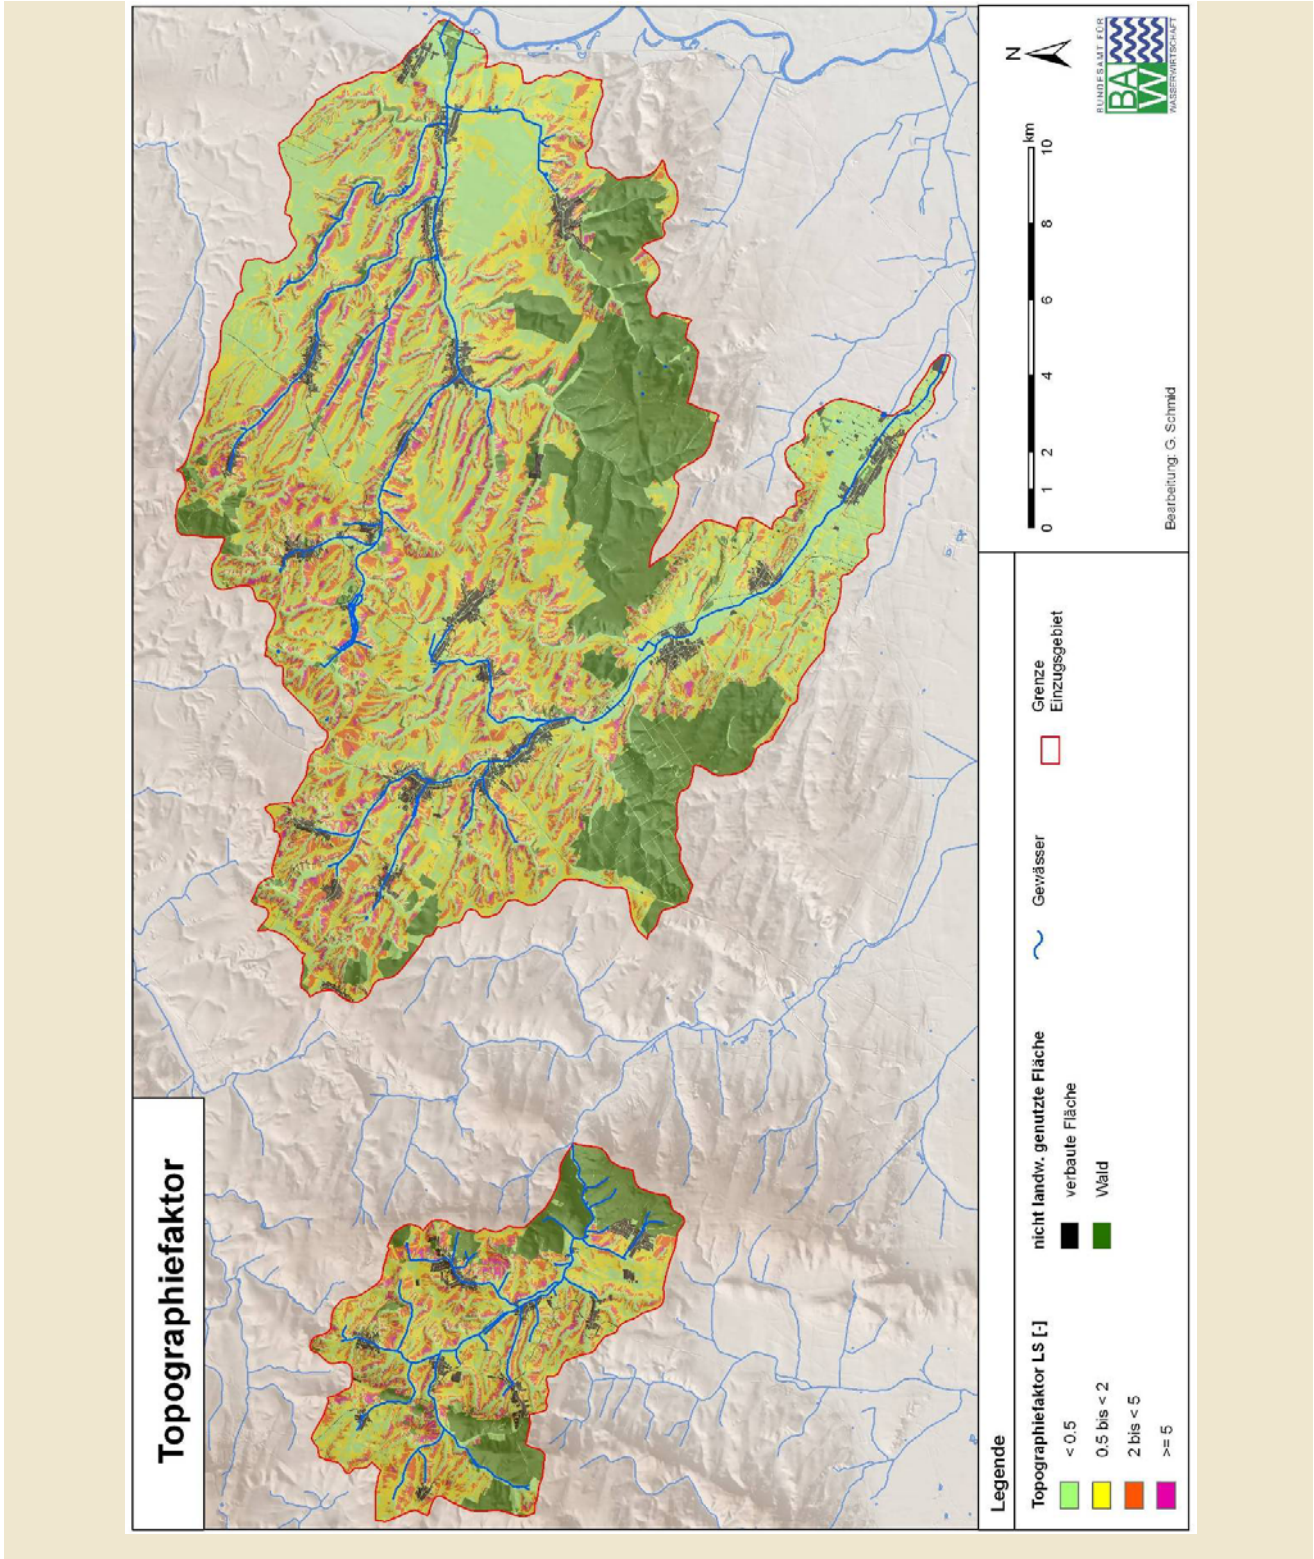 Topographiefaktor
Legende
Topographiefaktor LS [-]
< 0.5
0.5 bis < 2
2 bis < 5
>= 5
nicht landw. genutzte Fläche
verbaute Fläche
Wald
Gewässer
Grenze
Einzugsgebiet
N
0 1 2 4 6 8 10
km
Bearbeitung: G. Schmid
BUNDESAMT FÜR
BA
W
WASSERWIRTSCHAFT